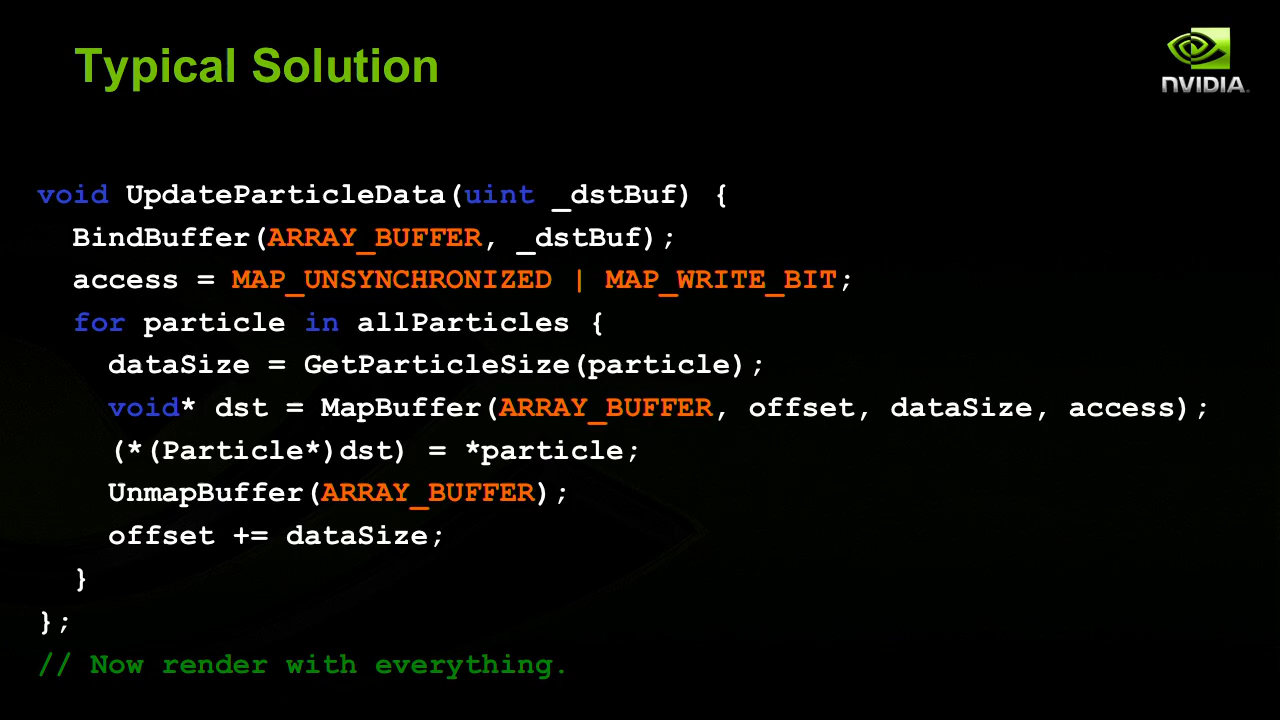 Typical Solution
NVIDIA.
void UpdateParticleData(uint _dstBuf) {
  BindBuffer(ARRAY_BUFFER, _dstBuf);
  access = MAP_UNSYNCHRONIZED | MAP_WRITE_BIT;
  for particle in allParticles {
    dataSize = GetParticleSize(particle);
    void* dst = MapBuffer(ARRAY_BUFFER, offset, dataSize, access);
    (*(Particle*)dst) = *particle;
    UnmapBuffer(ARRAY_BUFFER);
    offset += dataSize;
  }
};
// Now render with everything.